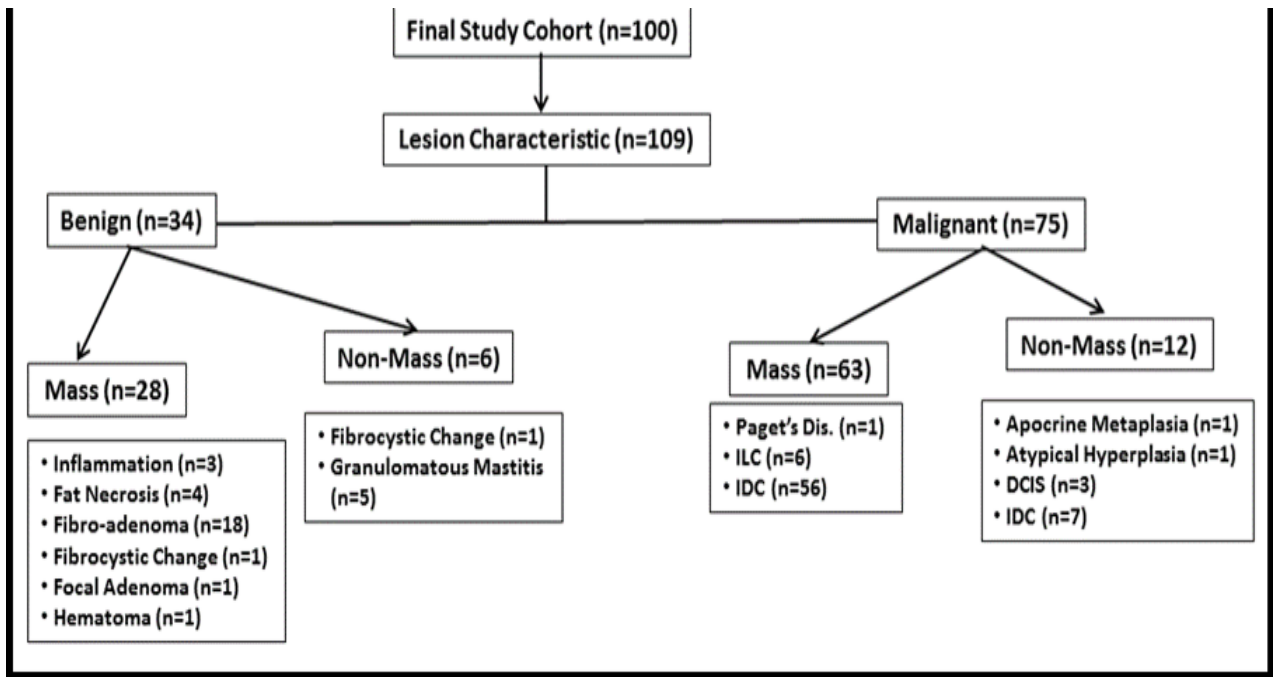 Final Study Cohort (n=100)
Lesion Characteristic (n=109)
Benign (n=34)
Malignant (n=75)
Mass (n=28)
Non-Mass (n=6)
Mass (n=63)
Non-Mass (n=12)
• Inflammation (n=3)
• Fat Necrosis (n=4)
• Fibro-adenoma (n=18)
• Fibrocystic Change (n=1)
• Focal Adenoma (n=1)
• Hematoma (n=1)
• Fibrocystic Change (n=1)
• Granulomatous Mastitis
(n=5)
• Paget's Dis. (n=1)
• ILC (n=6)
• IDC (n=56)
• Apocrine Metaplasia (n=1)
• Atypical Hyperplasia (n=1)
• DCIS (n=3)
• IDC (n=7)